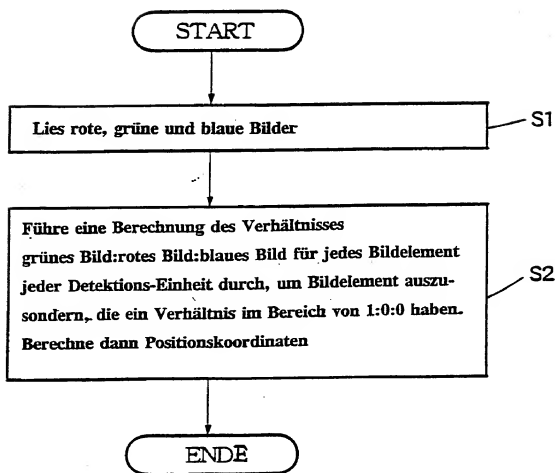 START
Lies rote, grüne und blaue Bilder
S1
Führe eine Berechnung des Verhältnisses
grünes Bild:rotes Bild:blaues Bild für jedes Bildelement
jeder Detektions-Einheit durch, um Bildelement auszu-
sondern, die ein Verhältnis im Bereich von 1:0:0 haben.
Berechne dann Positionskoordinaten
S2
ENDE